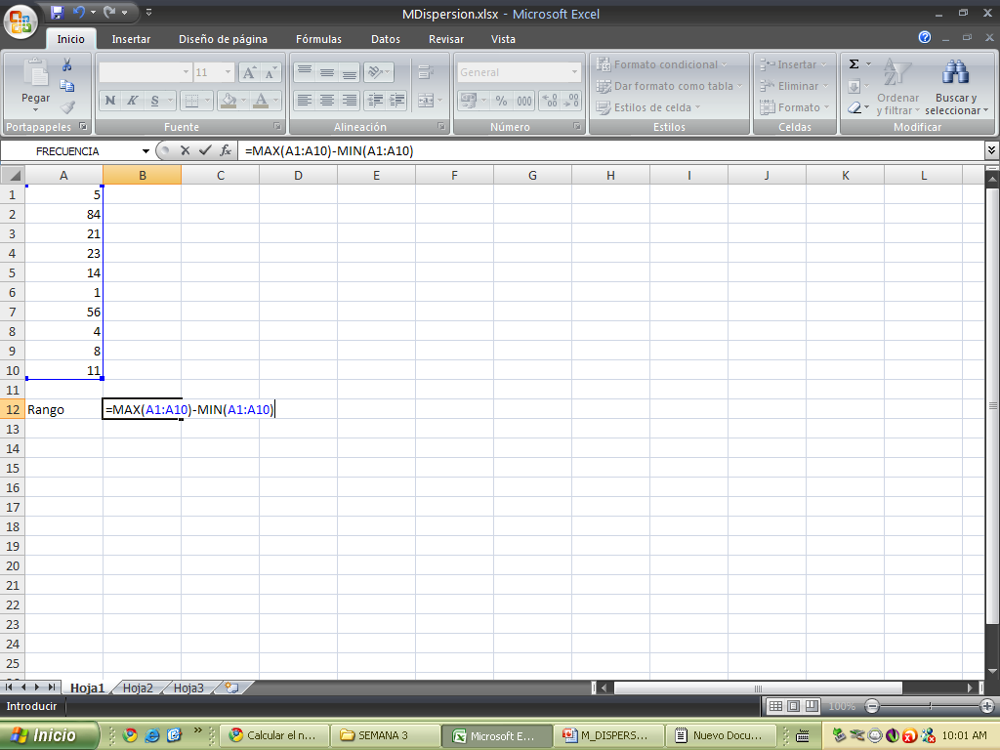 MDispersion.xlsx - Microsoft Excel
Inicio Insertar Diseño de página Fórmulas Datos Revisar Vista
Pegar
Portapapeles
11
N K S
Fuente
Alineación
General
% 000
Número
Formato condicional
Dar formato como tabla
Estilos de celda
Estilos
Insertar
Eliminar
Formato
Celdas
Σ
Ordenar y filtrar
Buscar y seleccionar
Modificar
FRECUENCIA fx =MAX(A1:A10)-MIN(A1:A10)
A B C D E F G H I J K L
1 5
2 84
3 21
4 23
5 14
6 1
7 56
8 4
9 8
10 11
11
12 Rango =MAX(A1:A10)-MIN(A1:A10)
13
14
15
16
17
18
19
20
21
22
23
24
25
Hoja1 Hoja2 Hoja3
Introducir 100%
Inicio » Calcular el n... SEMANA 3 Microsoft E... M_DISPERS... Nuevo Docu... 10:01 AM